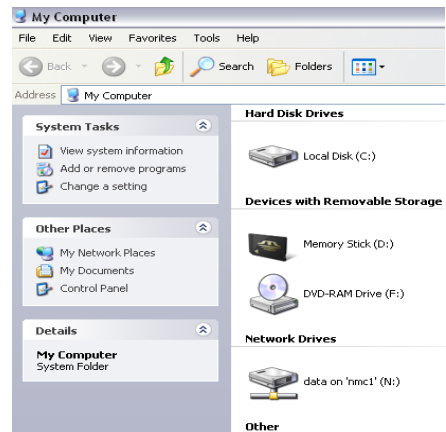 My Computer
File Edit View Favorites Tools Help
Back Search Folders
Address My Computer
System Tasks
View system information
Add or remove programs
Change a setting
Other Places
My Network Places
My Documents
Control Panel
Details
My Computer
System Folder
Hard Disk Drives
Local Disk (C:)
Devices with Removable Storage
Memory Stick (D:)
DVD-RAM Drive (F:)
Network Drives
data on 'nmc1' (N:)
Other